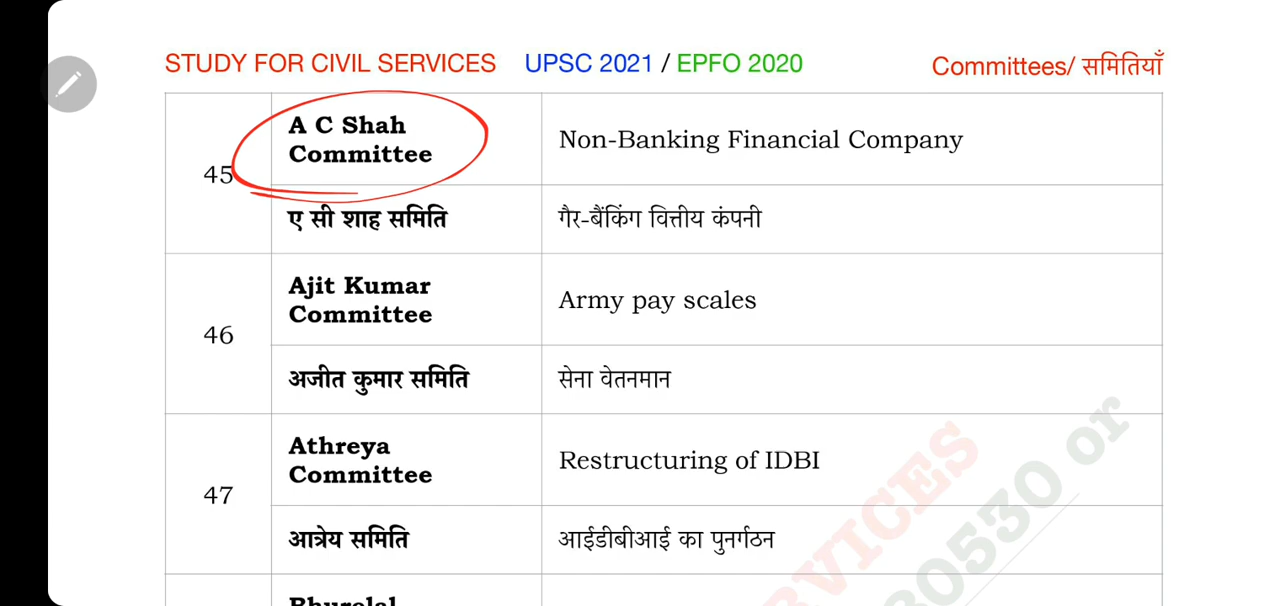 STUDY FOR CIVIL SERVICES UPSC 2021 / EPFO 2020 Committees/ समितियाँ
45
A C Shah
Committee
Non-Banking Financial Company
ए सी शाह समिति
गैर-बैंकिंग वित्तीय कंपनी
46
Ajit Kumar
Committee
Army pay scales
अजीत कुमार समिति
सेना वेतनमान
47
Athreya
Committee
Restructuring of IDBI
आत्रेय समिति
आईडीबीआई का पुनर्गठन
Bhurelal